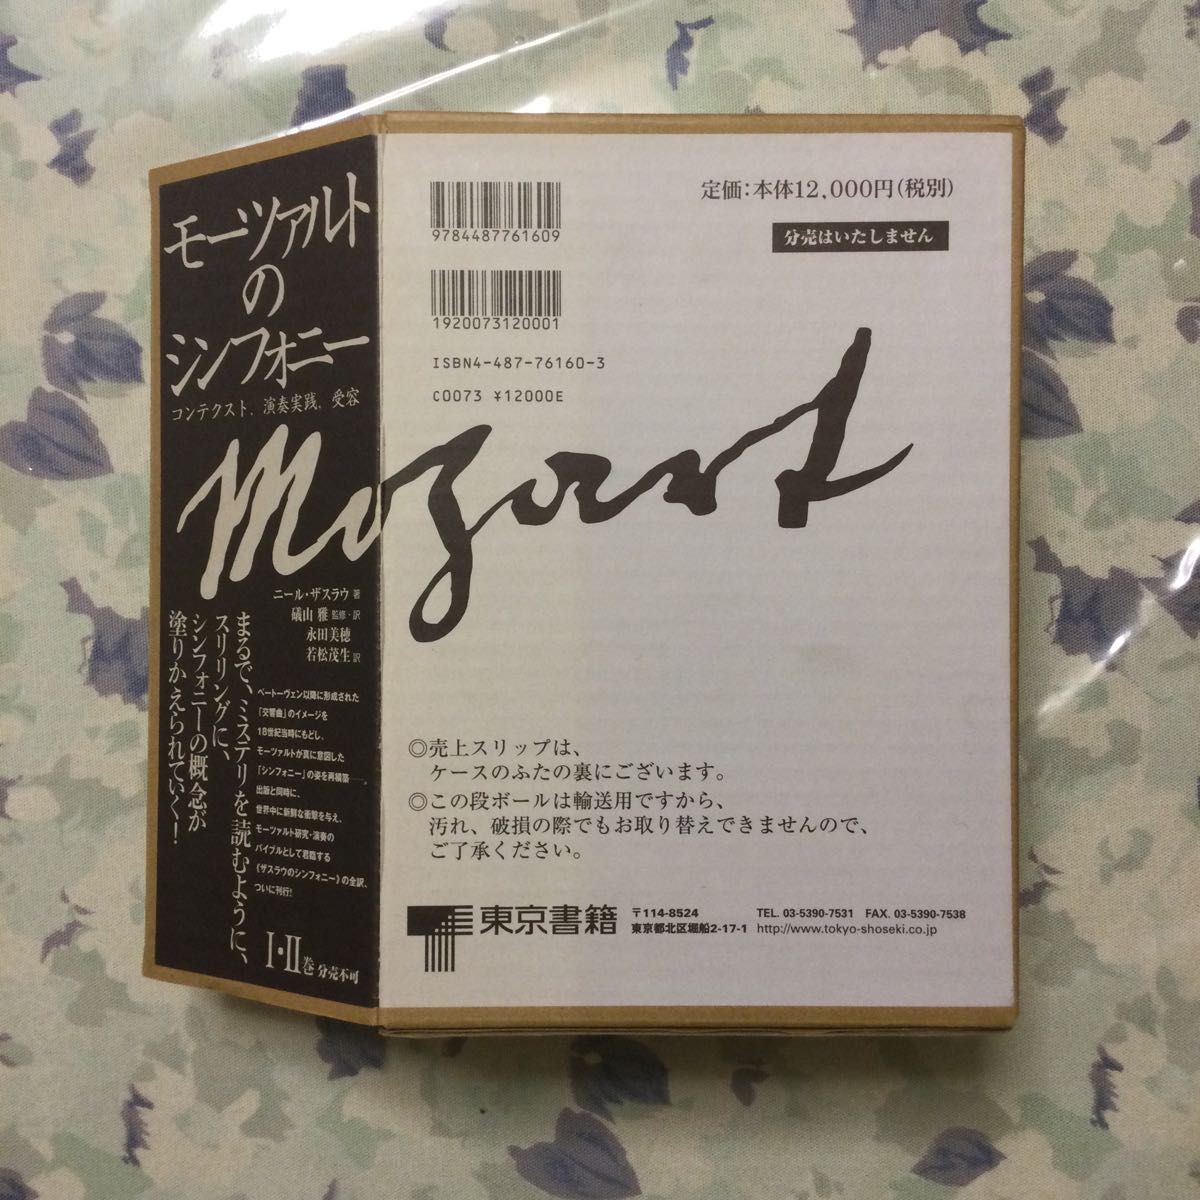 モーツァルト
の
シンフォニー
コンテクスト、演奏実践、受容
Mozart
ニール・ザスラウ 著
礒山 雅 監修・訳
永田美穂
若松茂生 訳
まるで、ミステリを読むように、
スリリングに、
シンフォニーの概念が
塗りかえられていく!
ベートーヴェン以降に形成された
「交響曲」のイメージを
18世紀当時にもどし、
モーツァルトが真に意図した
「シンフォニー」の姿を再構築――。
出版と同時に、
世界中に新鮮な衝撃を与え、
モーツァルト研究・演奏の
バイブルとして君臨する
《ザスラウのシンフォニー》の全訳、
ついに刊行!
I・II巻 分売不可
9784487761609
1920073120001
ISBN4-487-76160-3
C0073 ¥12000E
定価：本体12,000円（税別）
分売はいたしません
◎売上スリップは、
ケースのふたの裏にございます。
◎この段ボールは輸送用ですから、
汚れ、破損の際でもお取り替えできませんので、
ご了承ください。
東京書籍
〒114-8524
東京都北区堀船2-17-1
TEL. 03-5390-7531 FAX. 03-5390-7538
http://www.tokyo-shoseki.co.jp